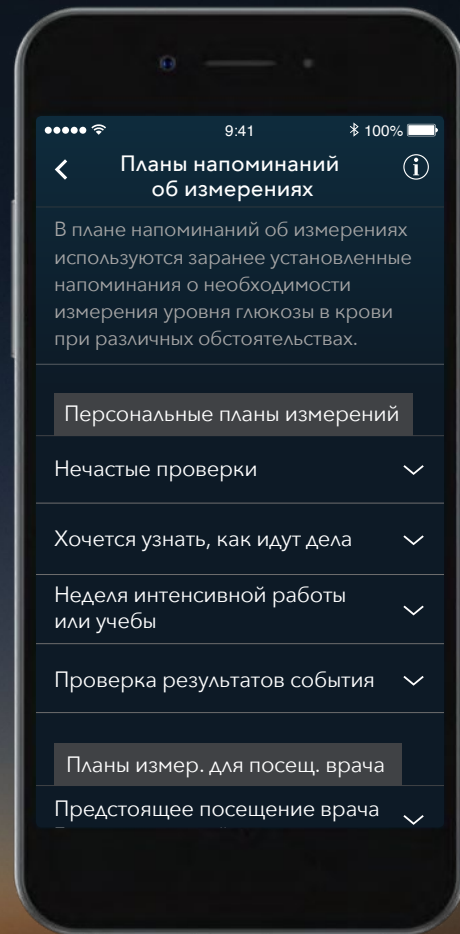 9:41
100%
Планы напоминаний
об измерениях
В плане напоминаний об измерениях
используются заранее установленные
напоминания о необходимости
измерения уровня глюкозы в крови
при различных обстоятельствах.
Персональные планы измерений
Нечастые проверки
Хочется узнать, как идут дела
Неделя интенсивной работы
или учебы
Проверка результатов события
Планы измер. для посещ. врача
Предстоящее посещение врача